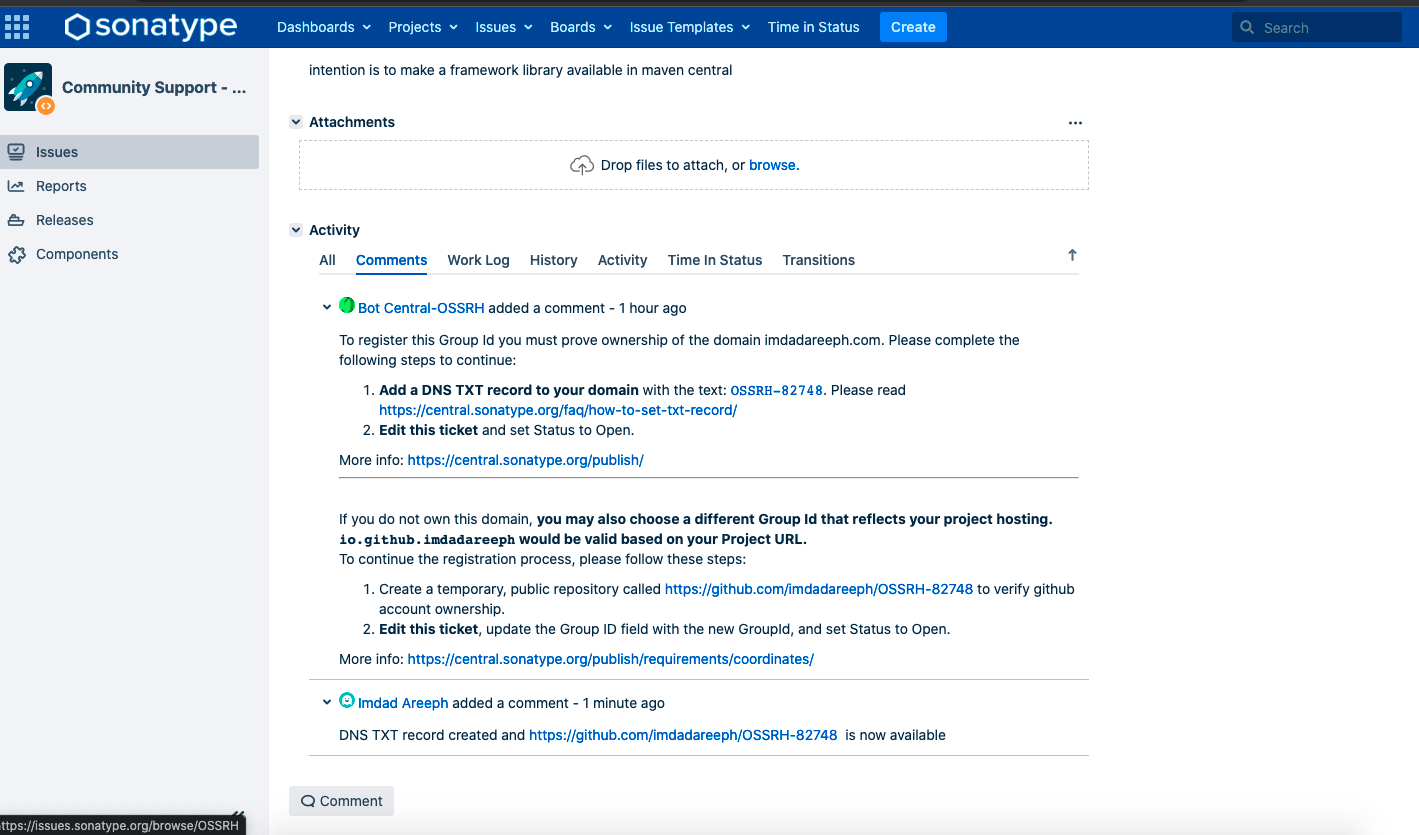 sonatype Dashboards Projects Issues Boards Issue Templates Time in Status Create Search
Community Support - ...
Issues
Reports
Releases
Components
intention is to make a framework library available in maven central
Attachments
Drop files to attach, or browse.
Activity
All Comments Work Log History Activity Time In Status Transitions
Bot Central-OSSRH added a comment - 1 hour ago
To register this Group Id you must prove ownership of the domain imdadareeph.com. Please complete the
following steps to continue:
1. Add a DNS TXT record to your domain with the text: OSSRH-82748. Please read
https://central.sonatype.org/faq/how-to-set-txt-record/
2. Edit this ticket and set Status to Open.
More info: https://central.sonatype.org/publish/
If you do not own this domain, you may also choose a different Group Id that reflects your project hosting.
io.github.imdadareeph would be valid based on your Project URL.
To continue the registration process, please follow these steps:
1. Create a temporary, public repository called https://github.com/imdadareeph/OSSRH-82748 to verify github
account ownership.
2. Edit this ticket, update the Group ID field with the new GroupId, and set Status to Open.
More info: https://central.sonatype.org/publish/requirements/coordinates/
Imdad Areeph added a comment - 1 minute ago
DNS TXT record created and https://github.com/imdadareeph/OSSRH-82748 is now available
Comment
ttps://issues.sonatype.org/browse/OSSRH